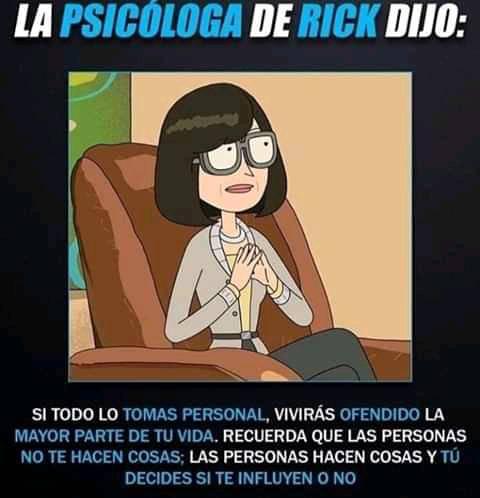 LA PSICÓLOGA DE RICK DIJO:
SI TODO LO TOMAS PERSONAL, VIVIRÁS OFENDIDO LA
MAYOR PARTE DE TU VIDA. RECUERDA QUE LAS PERSONAS
NO TE HACEN COSAS; LAS PERSONAS HACEN COSAS Y TÚ
DECIDES SI TE INFLUYEN O NO